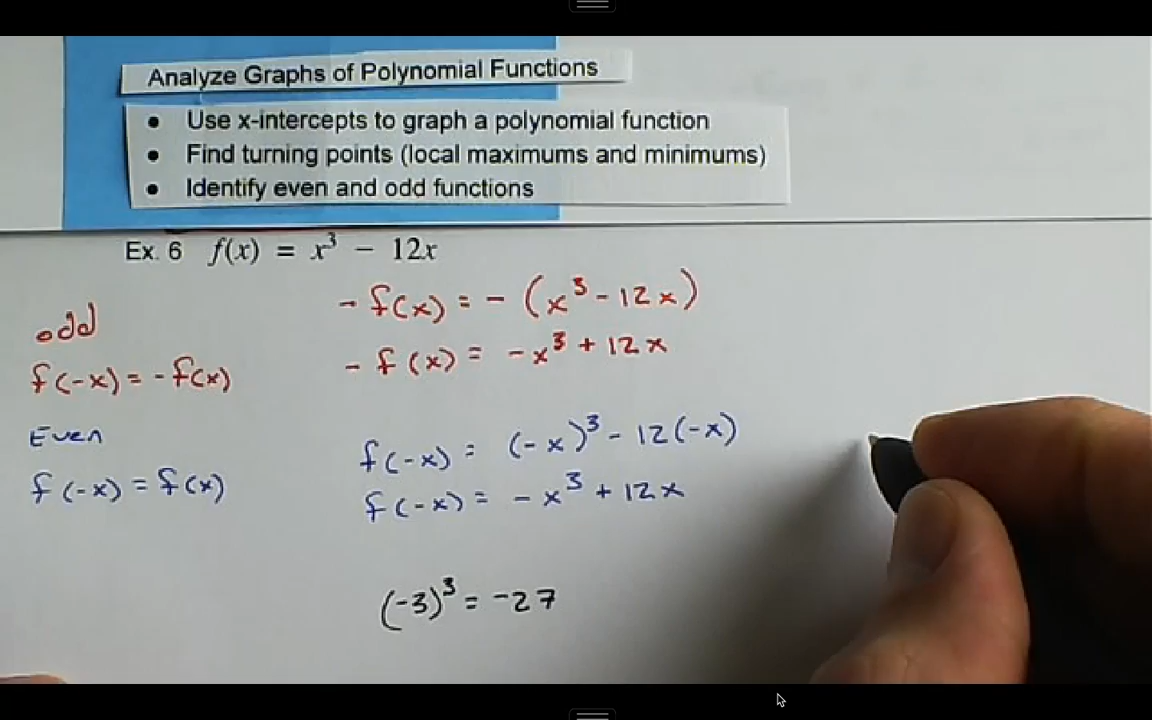 Analyze Graphs of Polynomial Functions
• Use x-intercepts to graph a polynomial function
• Find turning points (local maximums and minimums)
• Identify even and odd functions
Ex. 6 f(x) = x³ − 12x
odd
f(-x) = -f(x)
Even
f(-x) = f(x)
-f(x) = -(x³ - 12x)
-f(x) = -x³ + 12x
f(-x) = (-x)³ - 12(-x)
f(-x) = -x³ + 12x
(-3)³ = -27